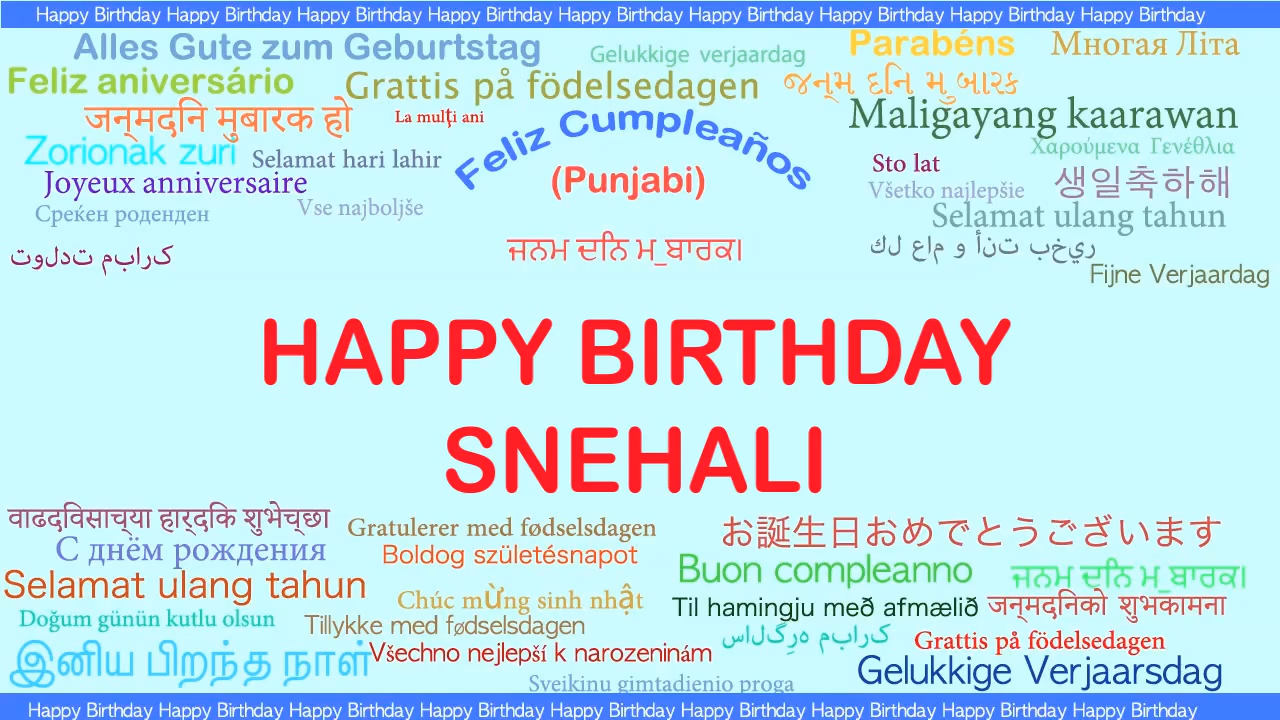 Happy Birthday Happy Birthday Happy Birthday Happy Birthday Happy Birthday Happy Birthday Happy Birthday Happy Birthday Happy Birthday
Alles Gute zum Geburtstag
Gelukkige verjaardag
Parabéns
Многая Літа
Feliz aniversário
Grattis på födelsedagen
જન્મ દિન મુબારક
जन्मदिन मुबारक हो
La mulţi ani
Feliz Cumpleaños
Maligayang kaarawan
Zorionak zuri
Selamat hari lahir
(Punjabi)
Sto lat
Χαρούμενα Γενέθλια
Joyeux anniversaire
Všetko najlepšie
생일축하해
Среќен роденден
Vse najboljše
Selamat ulang tahun
تولدت مبارک
ਜਨਮ ਦਨਿ ਮੁਬਾਰਕ।
كل عام و أنت بخير
Fijne Verjaardag
HAPPY BIRTHDAY
SNEHALI
वाढदिवसाच्या हार्दकि शुभेच्छा
Gratulerer med fødselsdagen
お誕生日おめでとうございます
С днём рождения
Boldog születésnapot
Buon compleanno
ਜਨਮ ਦਨਿ ਮੁਬਾਰਕ।
Selamat ulang tahun
Chúc mừng sinh nhật
Til hamingju með afmælið
जन्मदनिको शुभकामना
Doğum günün kutlu olsun
Tillykke med fødselsdagen
سالگرہ مبارک
Grattis på födelsedagen
இனிய பிறந்த நாள்
Všechno nejlepší k narozeninám
Gelukkige Verjaarsdag
Sveikinu gimtadienio proga
Happy Birthday Happy Birthday Happy Birthday Happy Birthday Happy Birthday Happy Birthday Happy Birthday Happy Birthday Happy Birthday